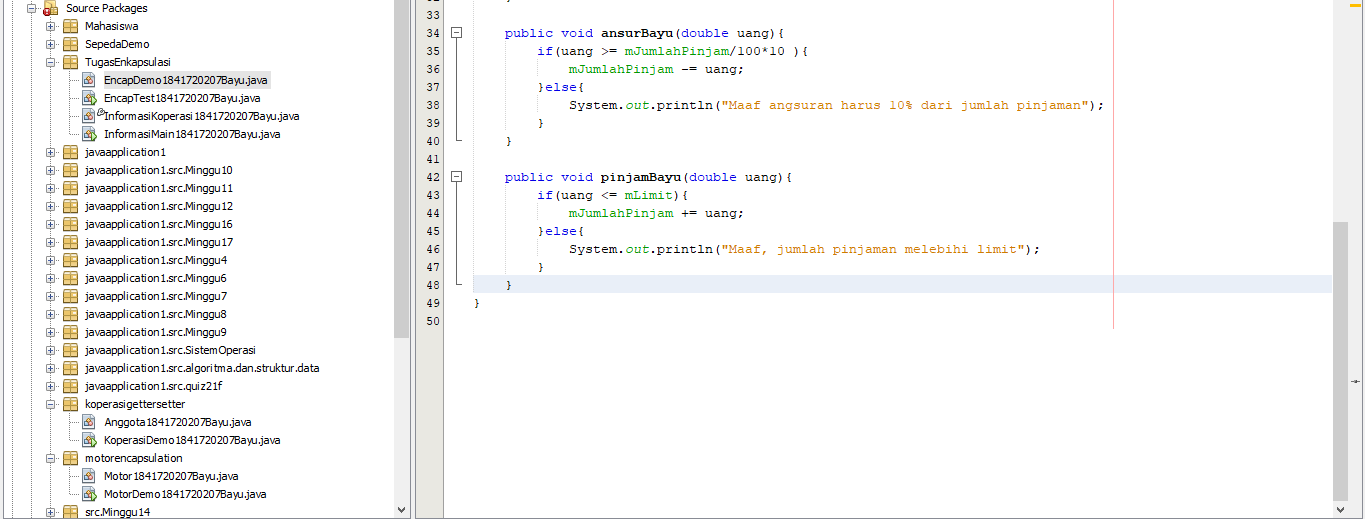 Source Packages
Mahasiswa
SepedaDemo
TugasEnkapsulasi
EncapDemo1841720207Bayu.java
EncapTest1841720207Bayu.java
InformasiKoperasi1841720207Bayu.java
InformasiMain1841720207Bayu.java
javaapplication1
javaapplication1.src.Minggu10
javaapplication1.src.Minggu11
javaapplication1.src.Minggu12
javaapplication1.src.Minggu16
javaapplication1.src.Minggu17
javaapplication1.src.Minggu4
javaapplication1.src.Minggu6
javaapplication1.src.Minggu7
javaapplication1.src.Minggu8
javaapplication1.src.Minggu9
javaapplication1.src.SistemOperasi
javaapplication1.src.algoritma.dan.struktur.data
javaapplication1.src.quiz21f
koperasigettersetter
Anggota1841720207Bayu.java
KoperasiDemo1841720207Bayu.java
motorencapsulation
Motor1841720207Bayu.java
MotorDemo1841720207Bayu.java
src.Minggu14
33
34 public void ansurBayu(double uang){
35 if(uang >= mJumlahPinjam/100*10 ){
36 mJumlahPinjam -= uang;
37 }else{
38 System.out.println("Maaf angsuran harus 10% dari jumlah pinjaman");
39 }
40 }
41
42 public void pinjamBayu(double uang){
43 if(uang <= mLimit){
44 mJumlahPinjam += uang;
45 }else{
46 System.out.println("Maaf, jumlah pinjaman melebihi limit");
47 }
48 }
49 }
50